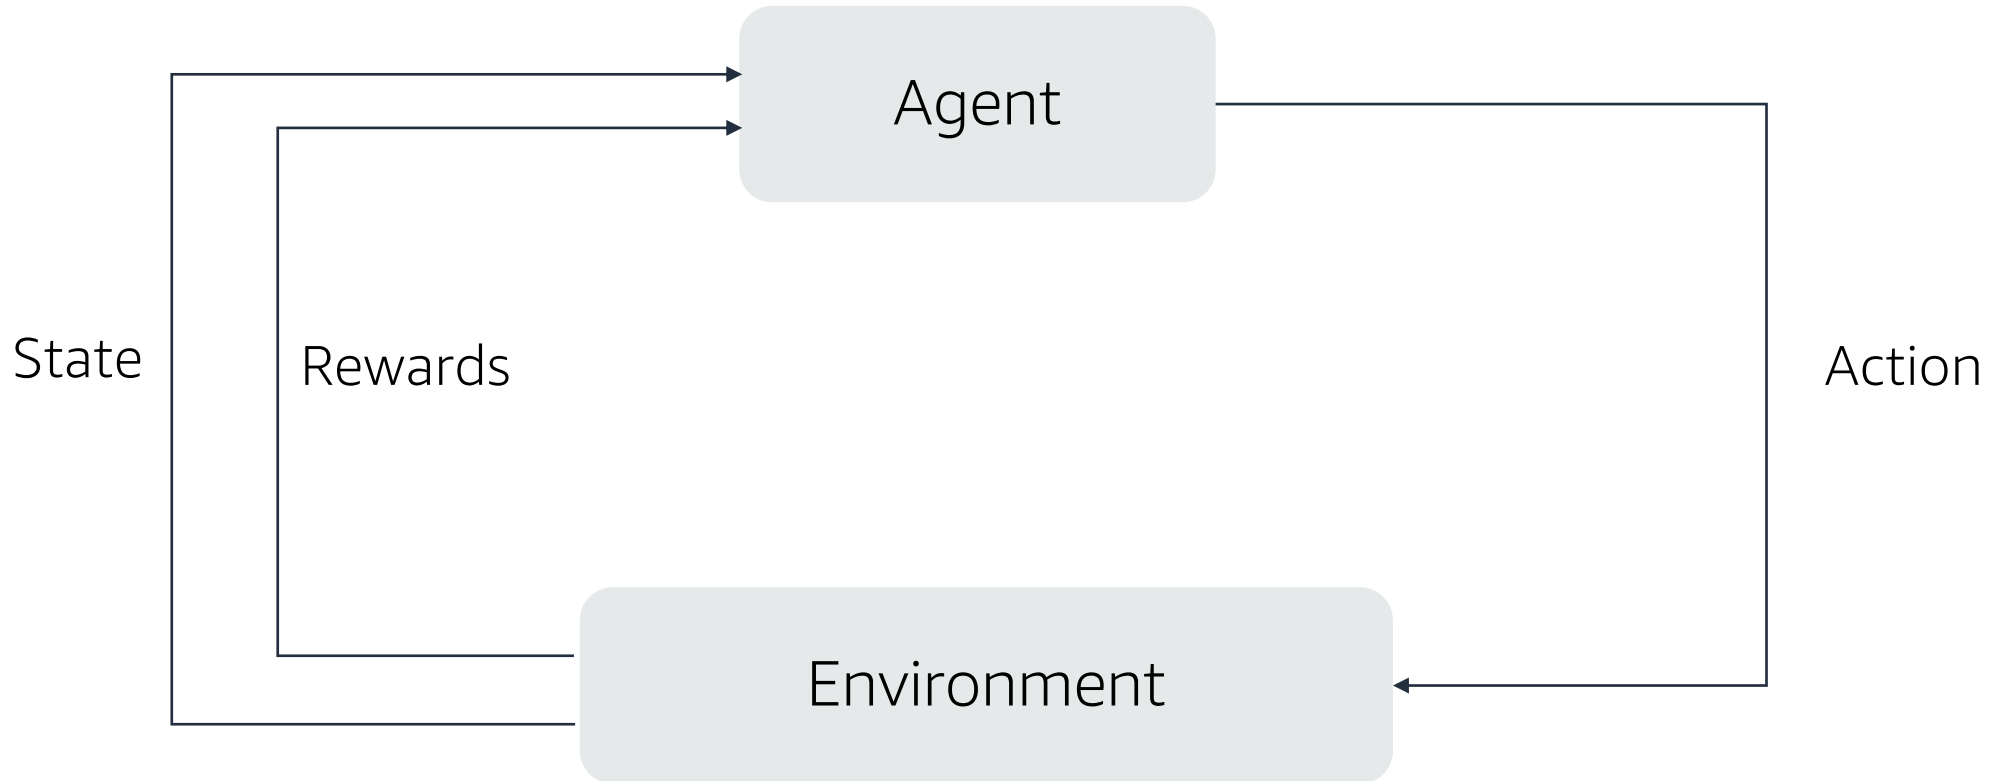 Agent
State
Rewards
Action
Environment